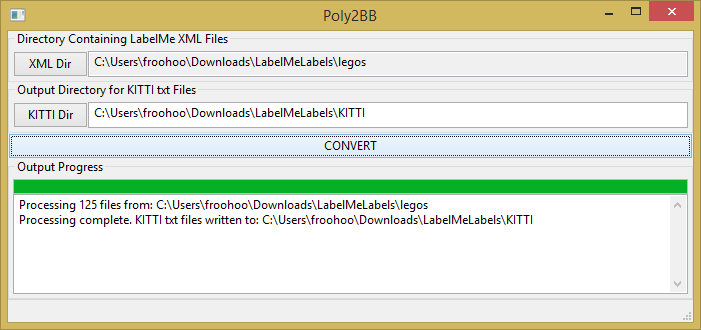 Poly2BB
Directory Containing LabelMe XML Files
XML Dir
C:\Users\froohoo\Downloads\LabelMeLabels\legos
Output Directory for KITTI txt Files
KITTI Dir
C:\Users\froohoo\Downloads\LabelMeLabels\KITTI
CONVERT
Output Progress
Processing 125 files from: C:\Users\froohoo\Downloads\LabelMeLabels\legos
Processing complete. KITTI txt files written to: C:\Users\froohoo\Downloads\LabelMeLabels\KITTI